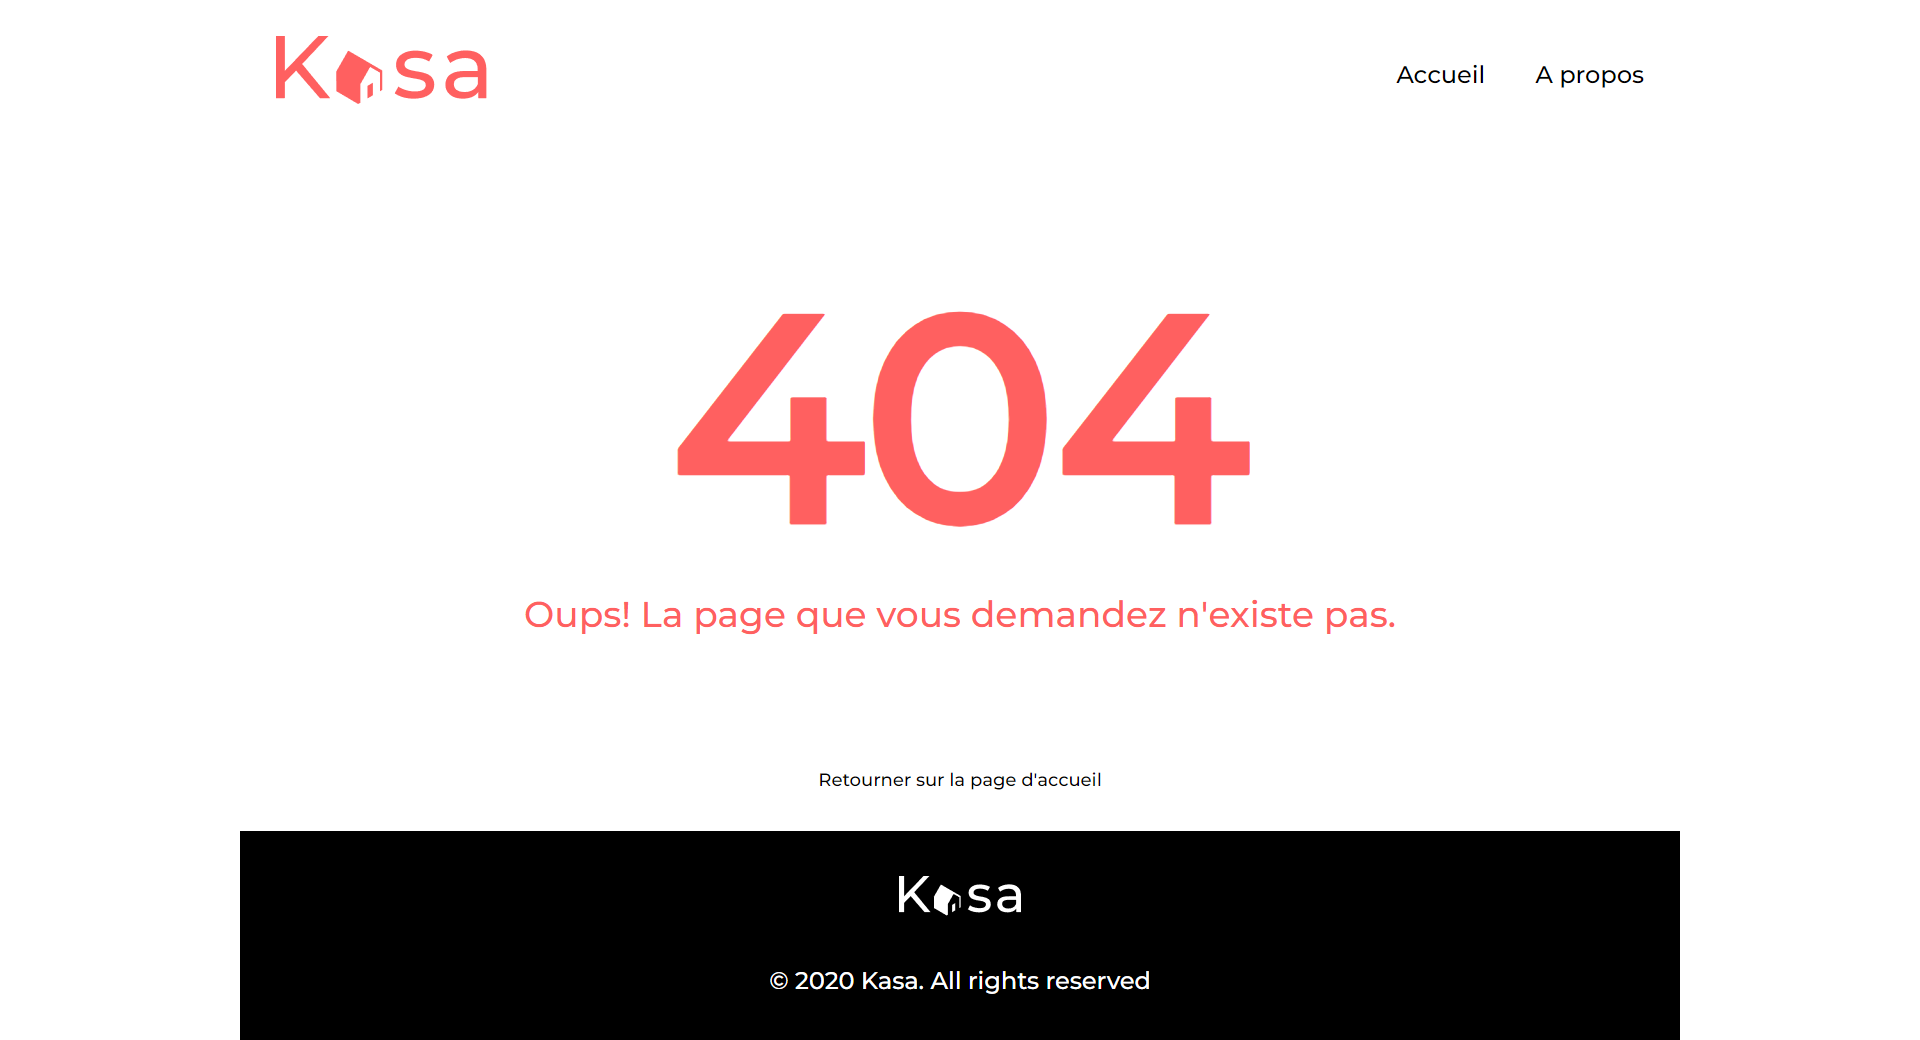 Kasa
Accueil A propos
404
Oups! La page que vous demandez n'existe pas.
Retourner sur la page d'accueil
Kasa
© 2020 Kasa. All rights reserved